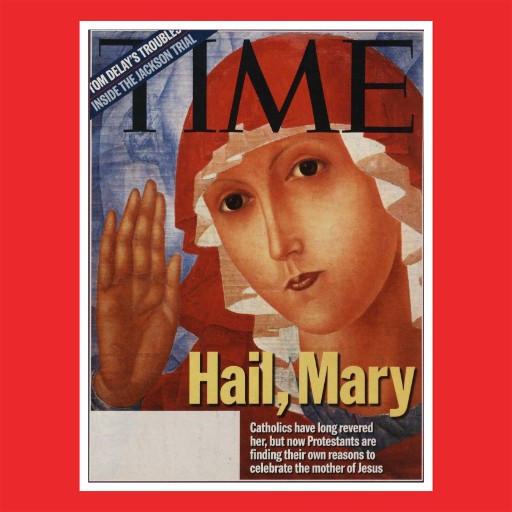 TOM DELAY'S TROUBLES
INSIDE THE JACKSON TRIAL
TIME
Hail, Mary
Catholics have long revered
her, but now Protestants are
finding their own reasons to
celebrate the mother of Jesus